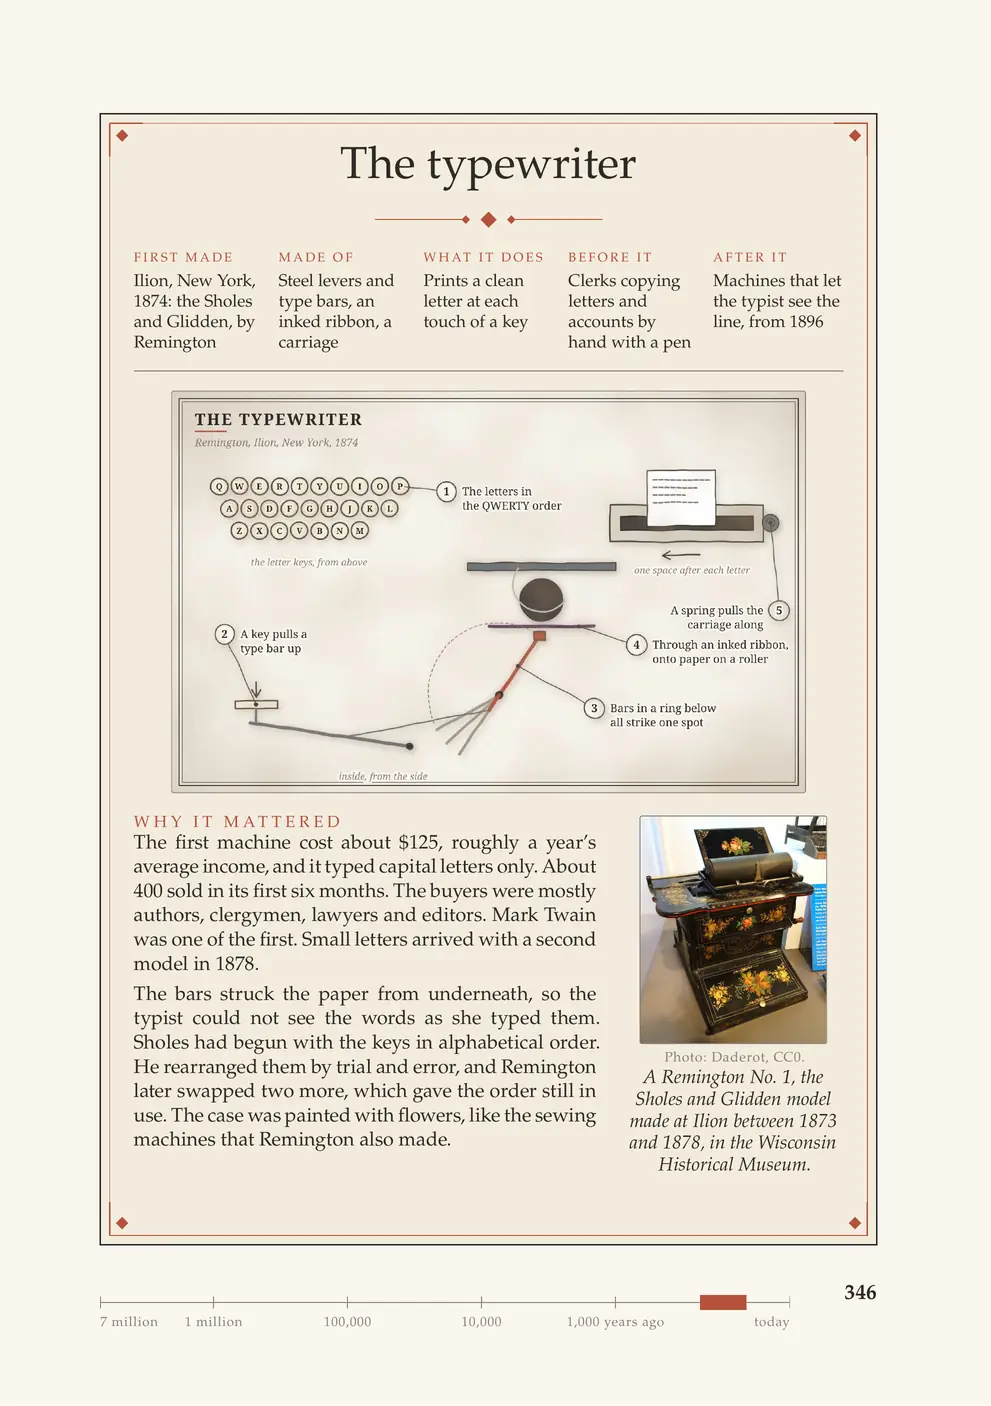 The typewriter
FIRST MADE
Ilion, New York,
1874: the Sholes
and Glidden, by
Remington
MADE OF
Steel levers and
type bars, an
inked ribbon, a
carriage
WHAT IT DOES
Prints a clean
letter at each
touch of a key
BEFORE IT
Clerks copying
letters and
accounts by
hand with a pen
AFTER IT
Machines that let
the typist see the
line, from 1896
THE TYPEWRITER
Remington, Ilion, New York, 1874
Q W E R T Y U I O P
A S D F G H J K L
Z X C V B N M
the letter keys, from above
1 The letters in
the QWERTY order
one space after each letter
5 A spring pulls the
carriage along
2 A key pulls a
type bar up
4 Through an inked ribbon,
onto paper on a roller
3 Bars in a ring below
all strike one spot
inside, from the side
WHY IT MATTERED
The first machine cost about $125, roughly a year's
average income, and it typed capital letters only. About
400 sold in its first six months. The buyers were mostly
authors, clergymen, lawyers and editors. Mark Twain
was one of the first. Small letters arrived with a second
model in 1878.
The bars struck the paper from underneath, so the
typist could not see the words as she typed them.
Sholes had begun with the keys in alphabetical order.
He rearranged them by trial and error, and Remington
later swapped two more, which gave the order still in
use. The case was painted with flowers, like the sewing
machines that Remington also made.
Photo: Daderot, CC0.
A Remington No. 1, the
Sholes and Glidden model
made at Ilion between 1873
and 1878, in the Wisconsin
Historical Museum.
346
7 million 1 million 100,000 10,000 1,000 years ago today